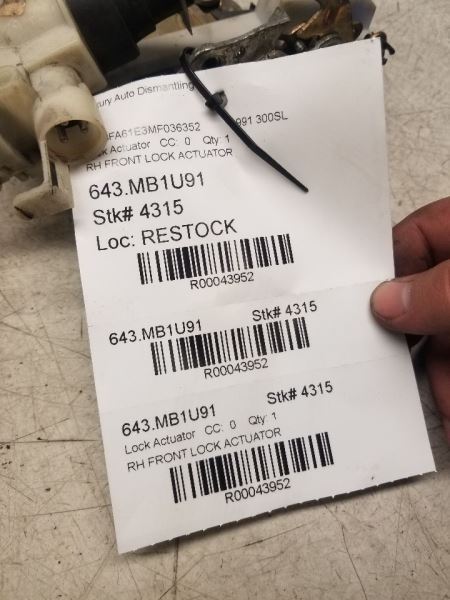 Auto Dismantling
FA61E3MF036352 991 300SL
Lock Actuator CC: 0 Qty: 1
RH FRONT LOCK ACTUATOR
643.MB1U91
Stk# 4315
Loc: RESTOCK
R00043952
643.MB1U91 Stk# 4315
R00043952
643.MB1U91 Stk# 4315
Lock Actuator CC: 0 Qty: 1
RH FRONT LOCK ACTUATOR
R00043952